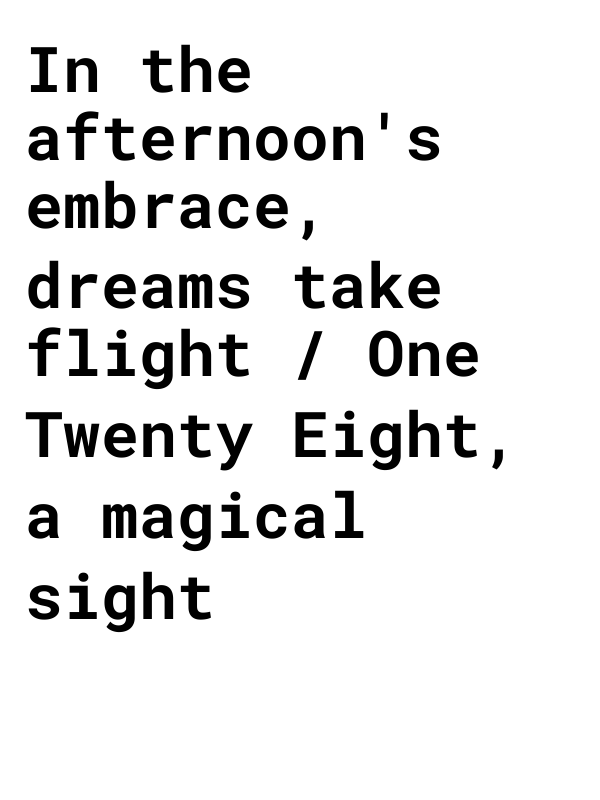 In the
afternoon's
embrace,
dreams take
flight / One
Twenty Eight,
a magical
sight